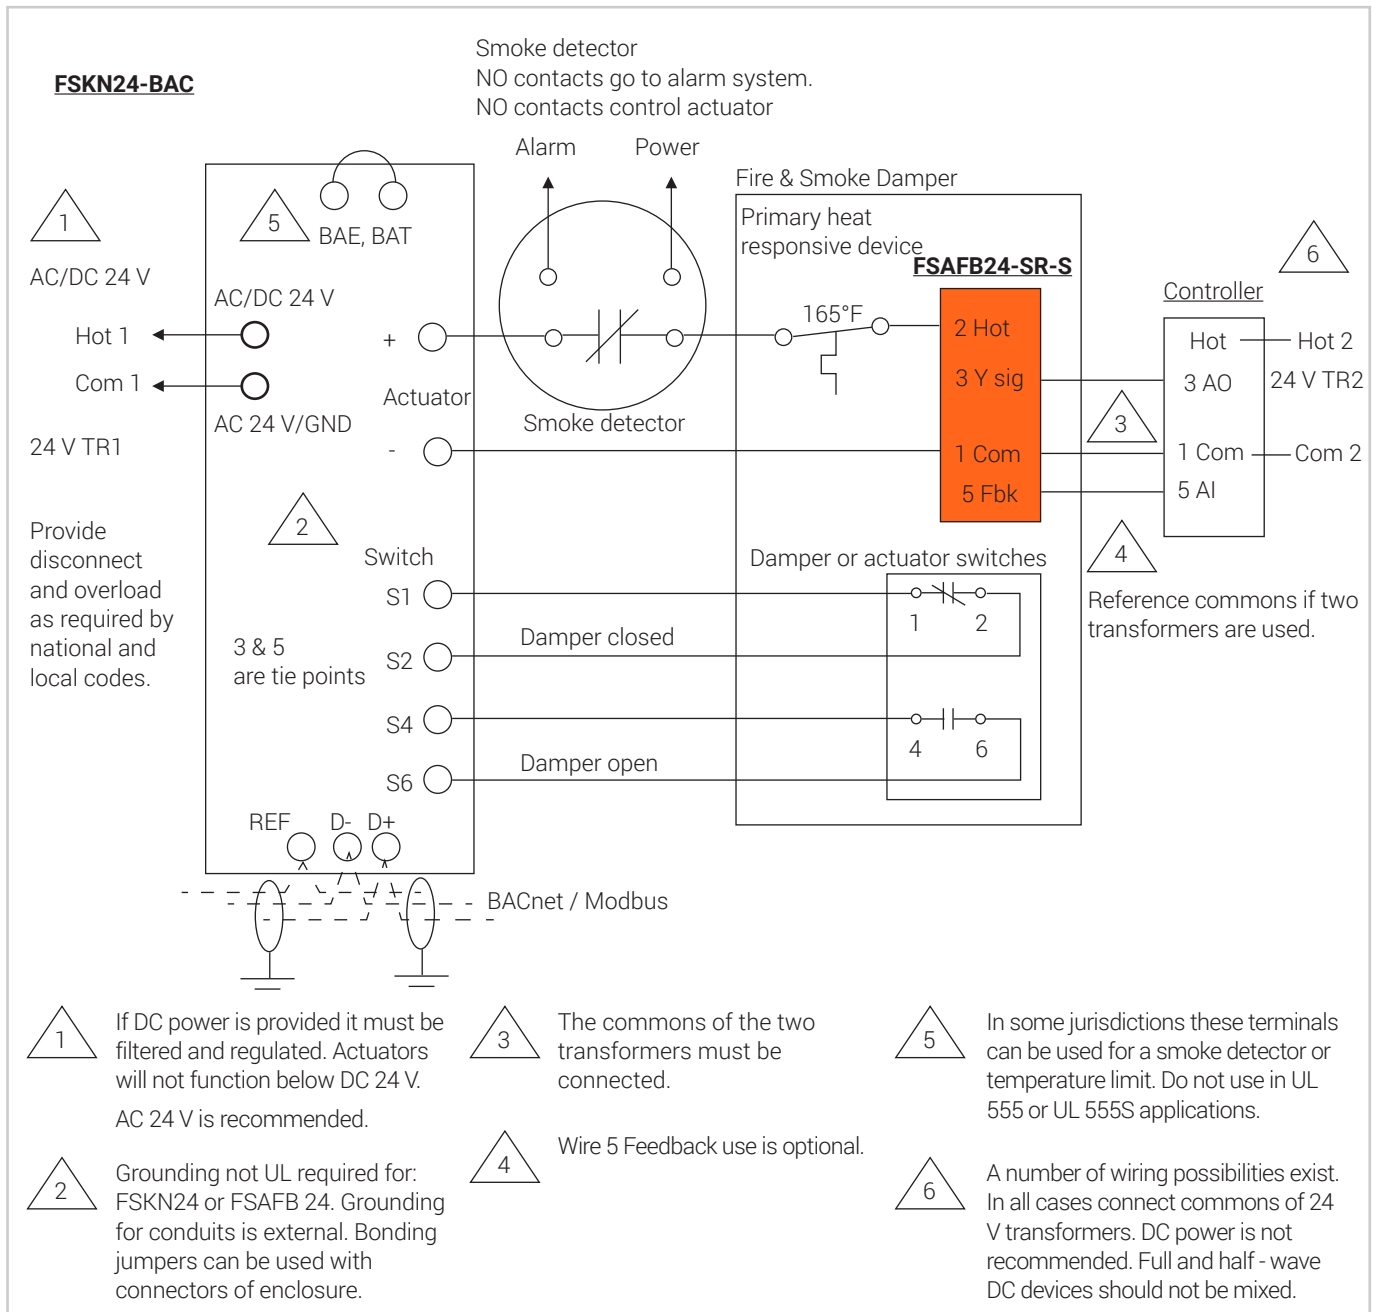 FSKN24-BAC
Smoke detector
NO contacts go to alarm system.
NO contacts control actuator
Alarm
Power
1
AC/DC 24 V
Hot 1
Com 1
24 V TR1
Provide
disconnect
and overload
as required by
national and
local codes.
5
BAE, BAT
AC/DC 24 V
+
Actuator
AC 24 V/GND
-
2
Switch
S1
3 & 5
are tie points
S2
S4
S6
REF
D-
D+
BACnet / Modbus
Smoke detector
Damper closed
Damper open
Fire & Smoke Damper
Primary heat
responsive device
165°F
FSAFB24-SR-S
2 Hot
3 Y sig
1 Com
5 Fbk
Damper or actuator switches
1
2
4
6
6
Controller
Hot
Hot 2
3 AO
24 V TR2
3
1 Com
Com 2
5 AI
4
Reference commons if two
transformers are used.
1
If DC power is provided it must be
filtered and regulated. Actuators
will not function below DC 24 V.
AC 24 V is recommended.
2
Grounding not UL required for:
FSKN24 or FSAFB 24. Grounding
for conduits is external. Bonding
jumpers can be used with
connectors of enclosure.
3
The commons of the two
transformers must be
connected.
4
Wire 5 Feedback use is optional.
5
In some jurisdictions these terminals
can be used for a smoke detector or
temperature limit. Do not use in UL
555 or UL 555S applications.
6
A number of wiring possibilities exist.
In all cases connect commons of 24
V transformers. DC power is not
recommended. Full and half - wave
DC devices should not be mixed.